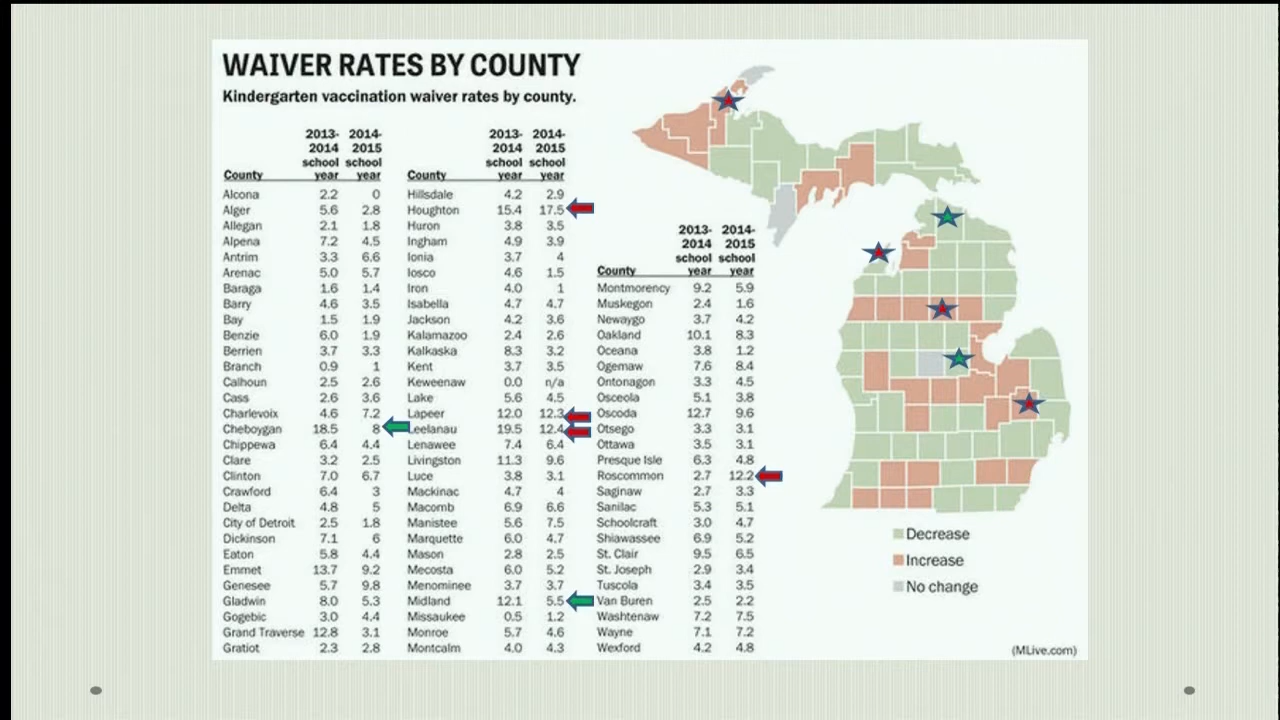 WAIVER RATES BY COUNTY
Kindergarten vaccination waiver rates by county.
County 2013-2014 school year 2014-2015 school year
Alcona 2.2 0
Alger 5.6 2.8
Allegan 2.1 1.8
Alpena 7.2 4.5
Antrim 3.3 6.6
Arenac 5.0 5.7
Baraga 1.6 1.4
Barry 4.6 3.5
Bay 1.5 1.9
Benzie 6.0 1.9
Berrien 3.7 3.3
Branch 0.9 1
Calhoun 2.5 2.6
Cass 2.6 3.6
Charlevoix 4.6 7.2
Cheboygan 18.5 8
Chippewa 6.4 4.4
Clare 3.2 2.5
Clinton 7.0 6.7
Crawford 6.4 3
Delta 4.8 5
City of Detroit 2.5 1.8
Dickinson 7.1 6
Eaton 5.8 4.4
Emmet 13.7 9.2
Genesee 5.7 9.8
Gladwin 8.0 5.3
Gogebic 3.0 4.4
Grand Traverse 12.8 3.1
Gratiot 2.3 2.8
County 2013-2014 school year 2014-2015 school year
Hillsdale 4.2 2.9
Houghton 15.4 17.5
Huron 3.8 3.5
Ingham 4.9 3.9
Ionia 3.7 4
Iosco 4.6 1.5
Iron 4.0 1
Isabella 4.7 4.7
Jackson 4.2 3.6
Kalamazoo 2.4 2.6
Kalkaska 8.3 3.2
Kent 3.7 3.5
Keweenaw 0.0 n/a
Lake 5.6 4.5
Lapeer 12.0 12.3
Leelanau 19.5 12.4
Lenawee 7.4 6.4
Livingston 11.3 9.6
Luce 3.8 3.1
Mackinac 4.7 4
Macomb 6.9 6.6
Manistee 5.6 7.5
Marquette 6.0 4.7
Mason 2.8 2.5
Mecosta 6.0 5.2
Menominee 3.7 3.7
Midland 12.1 5.5
Missaukee 0.5 1.2
Monroe 5.7 4.6
Montcalm 4.0 4.3
County 2013-2014 school year 2014-2015 school year
Montmorency 9.2 5.9
Muskegon 2.4 1.6
Newaygo 3.7 4.2
Oakland 10.1 8.3
Oceana 3.8 1.2
Ogemaw 7.6 8.4
Ontonagon 3.3 4.5
Osceola 5.1 3.8
Oscoda 12.7 9.6
Otsego 3.3 3.1
Ottawa 3.5 3.1
Presque Isle 6.3 4.8
Roscommon 2.7 12.2
Saginaw 2.7 3.3
Sanilac 5.3 5.1
Schoolcraft 3.0 4.7
Shiawassee 6.9 5.2
St. Clair 9.5 6.5
St. Joseph 2.9 3.4
Tuscola 3.4 3.5
Van Buren 2.5 2.2
Washtenaw 7.2 7.5
Wayne 7.1 7.2
Wexford 4.2 4.8
Decrease
Increase
No change
(MLive.com)